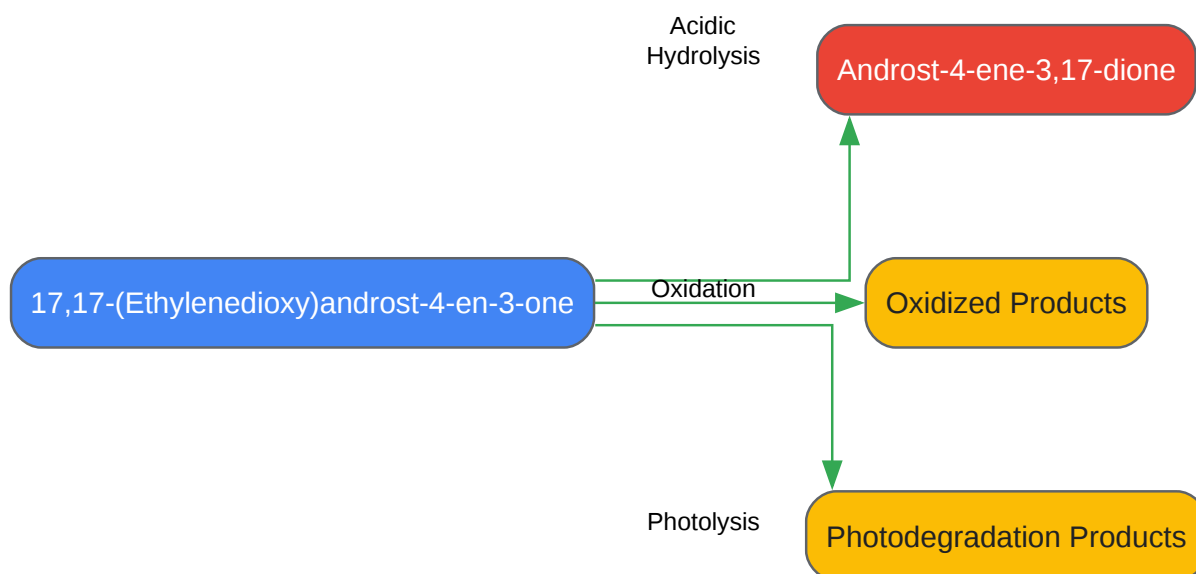 Acidic
Hydrolysis
Androst-4-ene-3,17-dione
17,17-(Ethylenedioxy)androst-4-en-3-one
Oxidation
Oxidized Products
Photolysis
Photodegradation Products